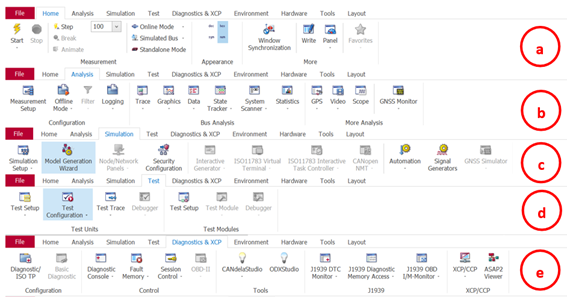 File Home Analysis Simulation Test Diagnostics & XCP Environment Hardware Tools Layout
Start Stop Step 100 Break Animate Online Mode Simulated Bus Standalone Mode dec hex sym Window Synchronization Write Panel Favorites
Measurement Appearance More
a
File Home Analysis Simulation Test Diagnostics & XCP Environment Hardware Tools Layout
Measurement Setup Offline Mode Filter Logging Trace Graphics Data State Tracker System Scanner Statistics GPS Video Scope GNSS Monitor
Configuration Bus Analysis More Analysis
b
File Home Analysis Simulation Test Diagnostics & XCP Environment Hardware Tools Layout
Simulation Setup Model Generation Wizard Node/Network Panels Security Configuration Interactive Generator ISO11783 Virtual Terminal ISO11783 Interactive Task Controller CANopen NMT Automation Signal Generators GNSS Simulator
c
File Home Analysis Simulation Test Diagnostics & XCP Environment Hardware Tools Layout
Test Setup Test Configuration Test Trace Debugger Test Setup Test Module Debugger
Test Units Test Modules
d
File Home Analysis Simulation Test Diagnostics & XCP Environment Hardware Tools Layout
Diagnostic/ ISO TP Basic Diagnostic Diagnostic Console Fault Memory Session Control OBD-II CANdelaStudio ODXStudio J1939 DTC Monitor J1939 Diagnostic Memory Access J1939 OBD I/M Monitor XCP/CCP ASAP2 Viewer
Configuration Control Tools J1939 XCP/CCP
e